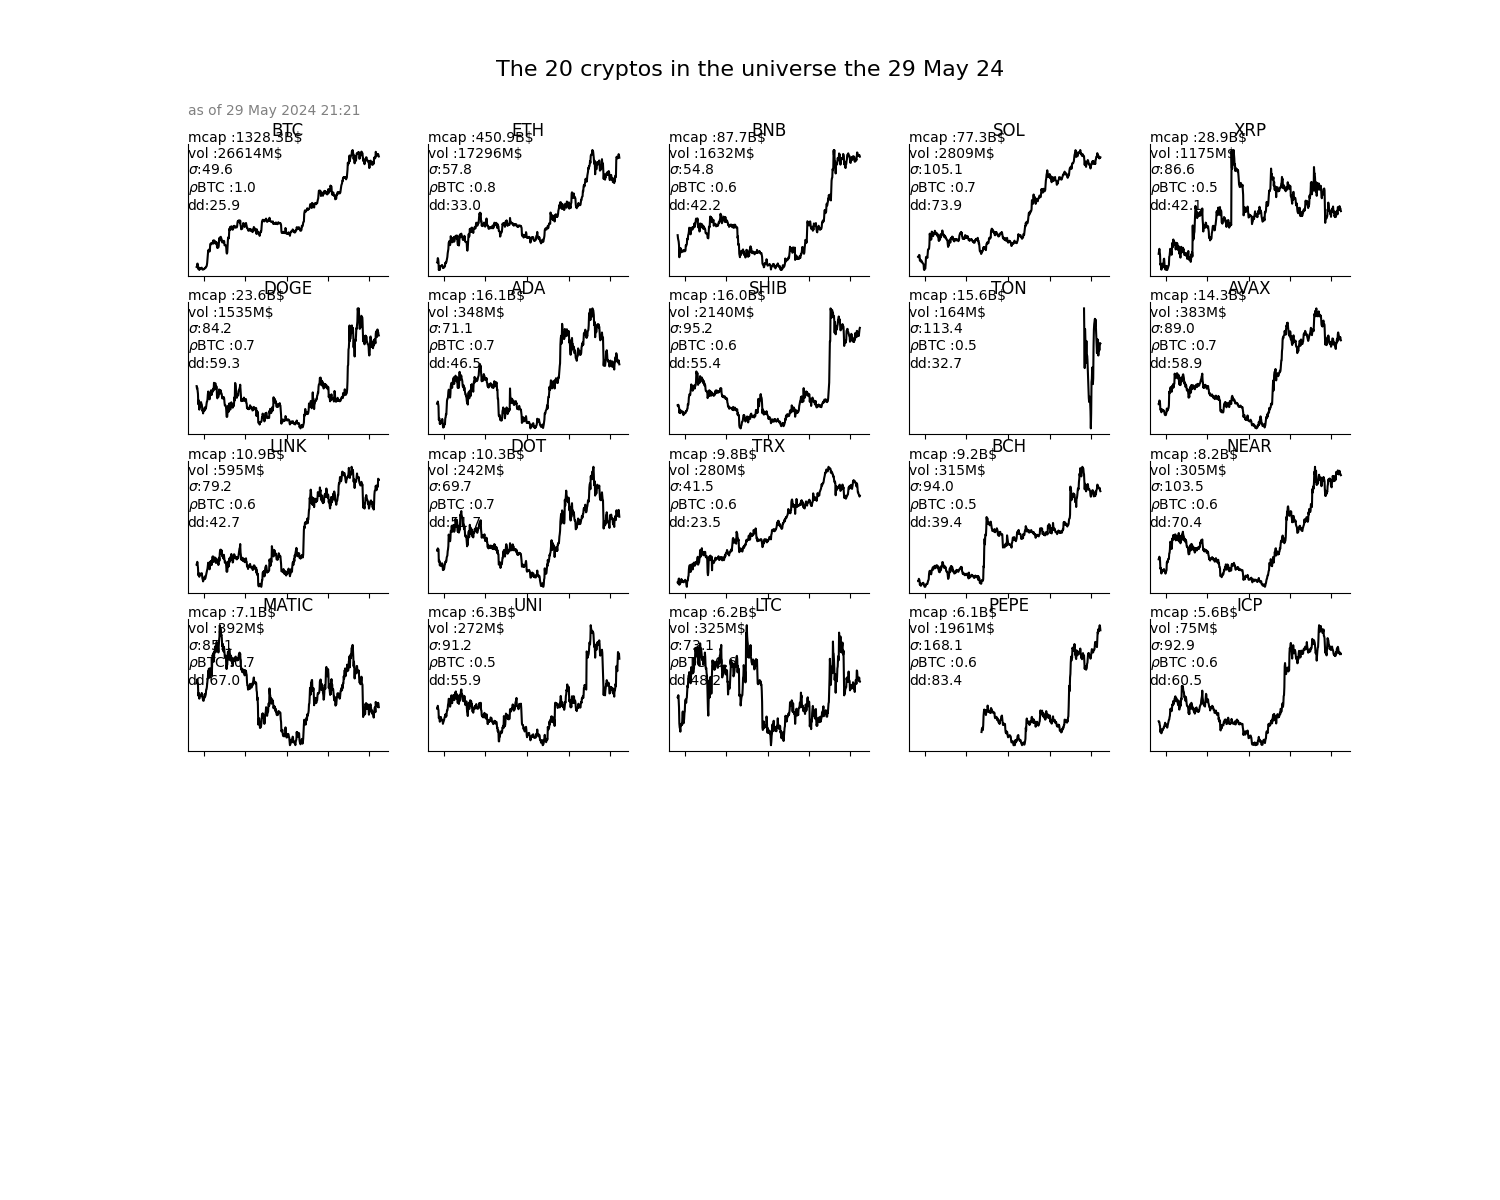 The 20 cryptos in the universe the 29 May 24
as of 29 May 2024 21:21
BTC
mcap :1328.3B$
vol :26614M$
σ:49.6
ρBTC :1.0
dd:25.9
ETH
mcap :450.9B$
vol :17296M$
σ:57.8
ρBTC :0.8
dd:33.0
BNB
mcap :87.7B$
vol :1632M$
σ:54.8
ρBTC :0.6
dd:42.2
SOL
mcap :77.3B$
vol :2809M$
σ:105.1
ρBTC :0.7
dd:73.9
XRP
mcap :28.9B$
vol :1175M$
σ:86.6
ρBTC :0.5
dd:42.1
DOGE
mcap :23.6B$
vol :1535M$
σ:84.2
ρBTC :0.7
dd:59.3
ADA
mcap :16.1B$
vol :348M$
σ:71.1
ρBTC :0.7
dd:46.5
SHIB
mcap :16.0B$
vol :2140M$
σ:95.2
ρBTC :0.6
dd:55.4
TON
mcap :15.6B$
vol :164M$
σ:113.4
ρBTC :0.5
dd:32.7
AVAX
mcap :14.3B$
vol :383M$
σ:89.0
ρBTC :0.7
dd:58.9
LINK
mcap :10.9B$
vol :595M$
σ:79.2
ρBTC :0.6
dd:42.7
DOT
mcap :10.3B$
vol :242M$
σ:69.7
ρBTC :0.7
TRX
mcap :9.8B$
vol :280M$
σ:41.5
ρBTC :0.6
dd:23.5
BCH
mcap :9.2B$
vol :315M$
σ:94.0
ρBTC :0.5
dd:39.4
NEAR
mcap :8.2B$
vol :305M$
σ:103.5
ρBTC :0.6
dd:70.4
MATIC
mcap :7.1B$
vol :392M$
ρBTC :0.7
dd:67.0
UNI
mcap :6.3B$
vol :272M$
σ:91.2
ρBTC :0.5
dd:55.9
LTC
mcap :6.2B$
vol :325M$
σ:73.1
dd:48.2
PEPE
mcap :6.1B$
vol :1961M$
σ:168.1
ρBTC :0.6
dd:83.4
ICP
mcap :5.6B$
vol :75M$
σ:92.9
ρBTC :0.6
dd:60.5